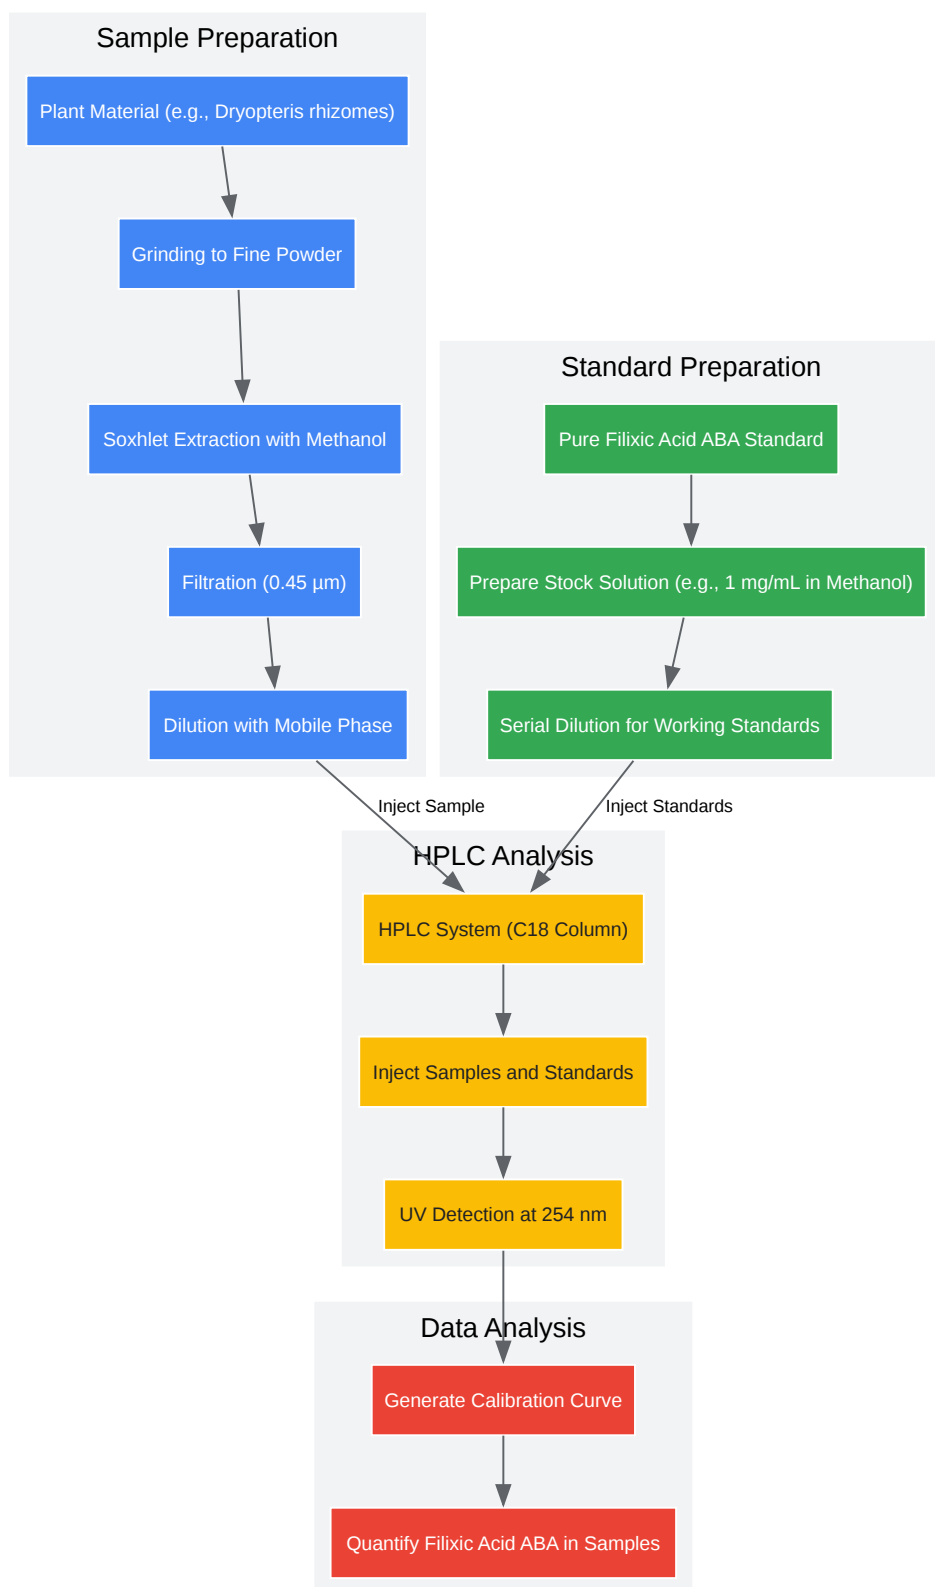 Sample Preparation
Plant Material (e.g., Dryopteris rhizomes)
Grinding to Fine Powder
Soxhlet Extraction with Methanol
Filtration (0.45 µm)
Dilution with Mobile Phase
Standard Preparation
Pure Filixic Acid ABA Standard
Prepare Stock Solution (e.g., 1 mg/mL in Methanol)
Serial Dilution for Working Standards
Inject Sample
Inject Standards
HPLC Analysis
HPLC System (C18 Column)
Inject Samples and Standards
UV Detection at 254 nm
Data Analysis
Generate Calibration Curve
Quantify Filixic Acid ABA in Samples